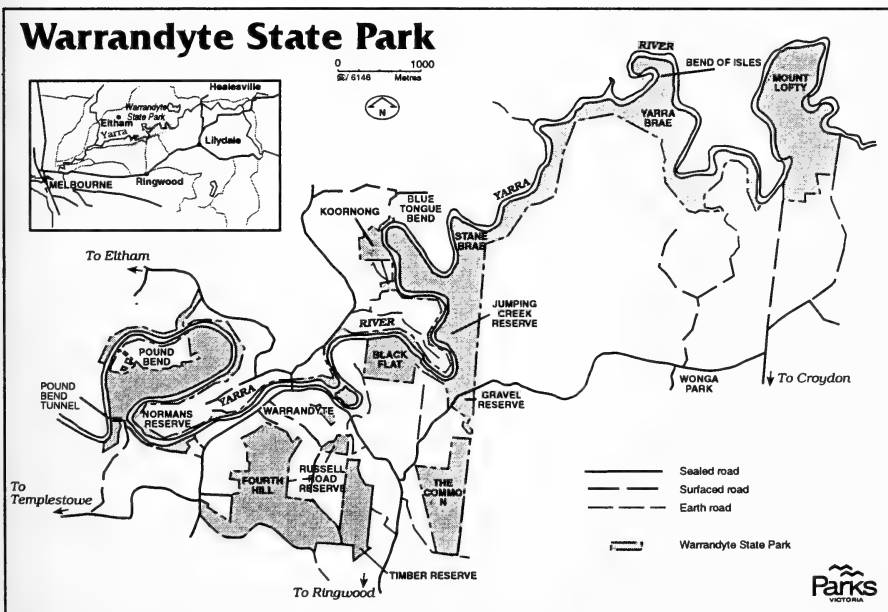 Warrandyte State Park
0 1000
Metres
N
Healesville
Warrandyte
State Park
Eltham
Yarra R
Lilydale
MELBOURNE
Ringwood
RIVER
BEND OF ISLES
MOUNT
LOFTY
YARRA
BRAE
YARRA
BLUE
TONGUE
BEND
KOORNONG
STANE
BRAE
To Eltham
JUMPING
CREEK
RESERVE
RIVER
POUND
BEND
BLACK
FLAT
POUND
BEND
TUNNEL
YARRA
NORMANS
RESERVE
WARRANDYTE
GRAVEL
RESERVE
WONGA
PARK
To Croydon
RUSSELL
ROAD
RESERVE
FOURTH
HILL
THE
COMMO
N
To
Templestowe
TIMBER RESERVE
To Ringwood
Sealed road
Surfaced road
Earth road
Warrandyte State Park
Parks
VICTORIA